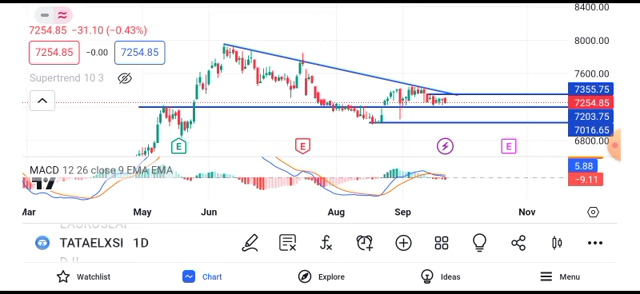 8400.00
8000.00
7600.00
6800.00
7254.85 −31.10 (−0.43%)
7254.85 −0.00 7254.85
Supertrend 10 3
7355.75
7254.85
7203.75
7016.65
E E E
MACD 12 26 close 9 EMA EMA
5.88
−9.11
Mar May Jun Aug Sep Nov
TATAELXSI 1D
Watchlist Chart Explore Ideas Menu